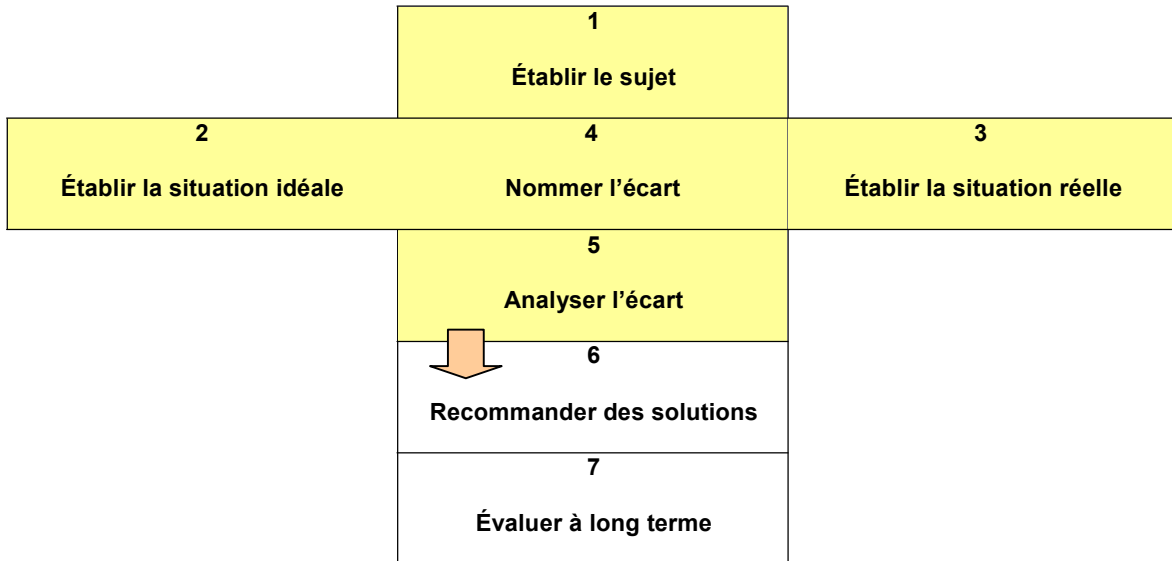 1
Établir le sujet
2
Établir la situation idéale
4
Nommer l’écart
3
Établir la situation réelle
5
Analyser l’écart
6
Recommander des solutions
7
Évaluer à long terme